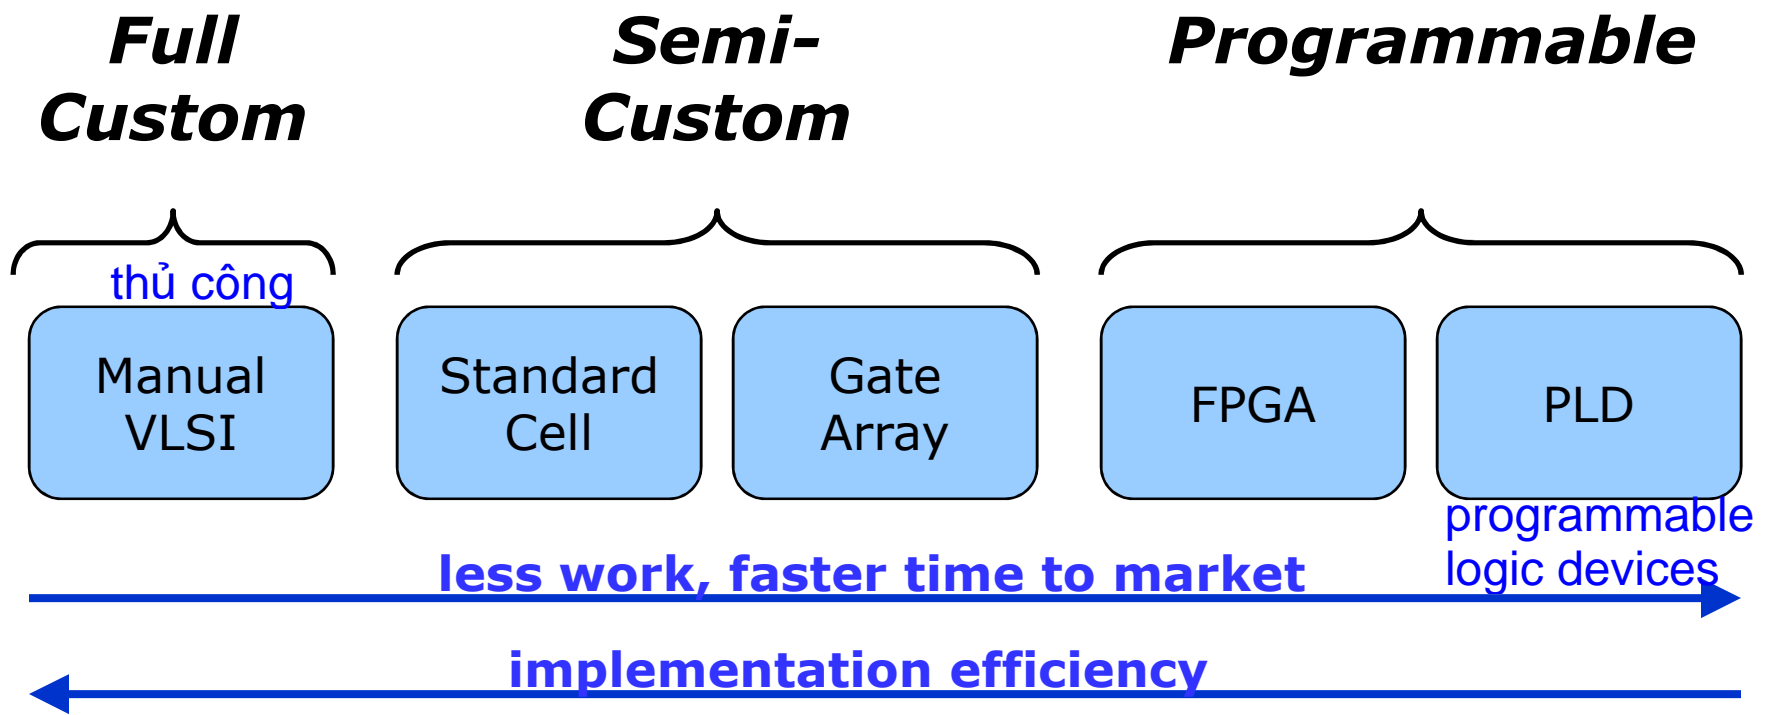 Full
Custom
Semi-
Custom
Programmable
thủ công
Manual
VLSI
Standard
Cell
Gate
Array
FPGA
PLD
programmable
logic devices
less work, faster time to market
implementation efficiency